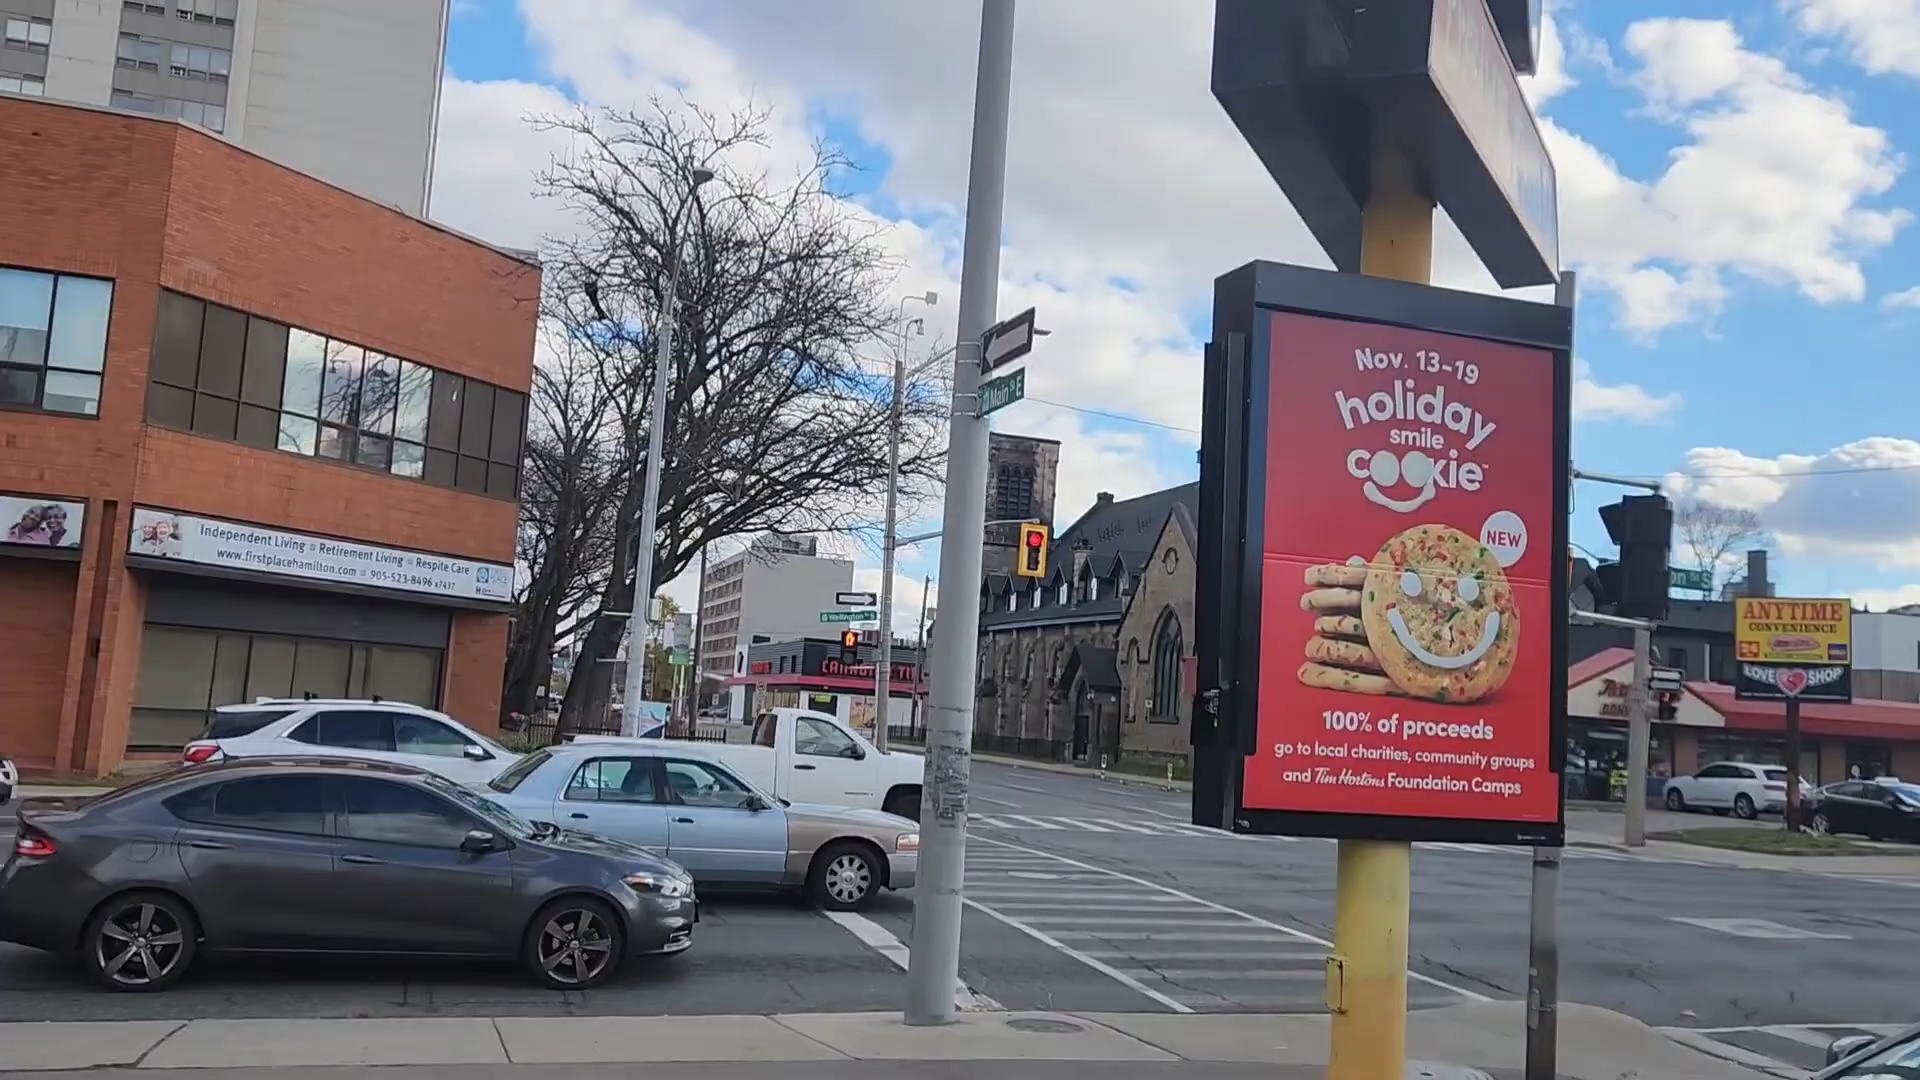 Independent Living Retirement Living Respite Care
www.firstplacehamilton.com 905-523-8496 x7437
Main St E
Wellington St S
Nov. 13-19
holiday
smile
cookie
NEW
100% of proceeds
go to local charities, community groups
and Tim Hortons Foundation Camps
ANYTIME
CONVENIENCE
LOVE SHOP